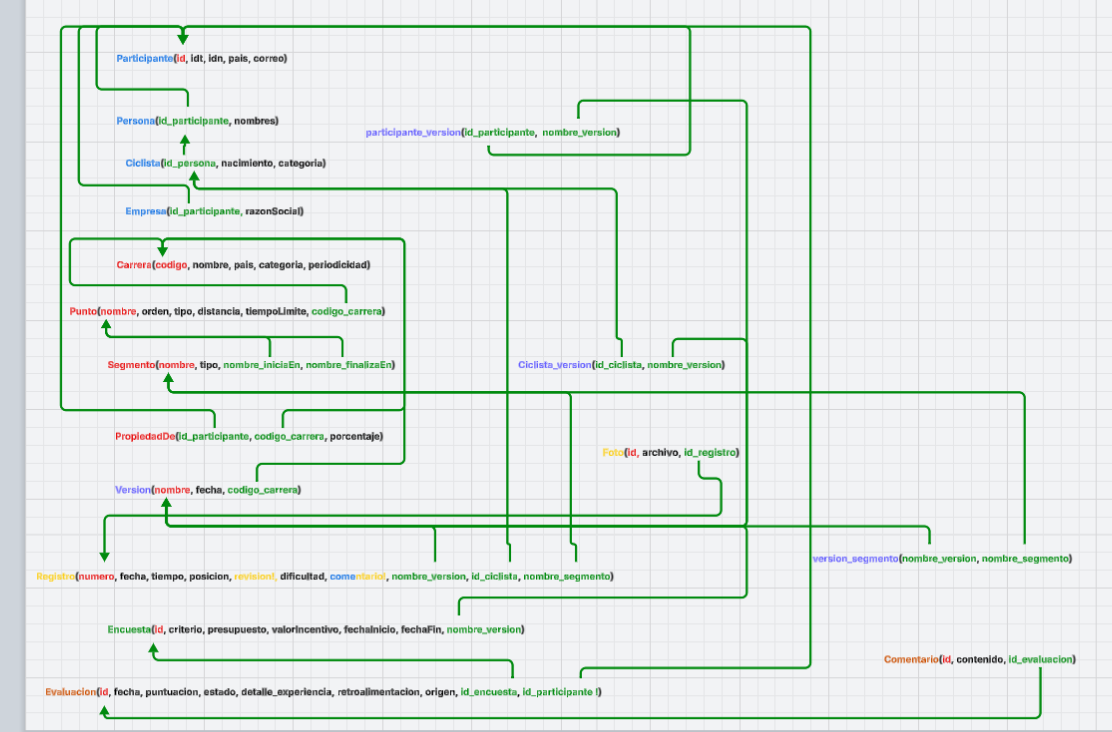 Participante(id, idt, idn, pais, correo)
Persona(id_participante, nombres)
participante_version(id_participante, nombre_version)
Ciclista(id_persona, nacimiento, categoria)
Empresa(id_participante, razonSocial)
Carrera(codigo, nombre, pais, categoria, periodicidad)
Punto(nombre, orden, tipo, distancia, tiempoLimite, codigo_carrera)
Segmento(nombre, tipo, nombre_iniciaEn, nombre_finalizaEn)
Ciclista_version(id_ciclista, nombre_version)
PropiedadDe(id_participante, codigo_carrera, porcentaje)
Foto(id, archivo, id_registro)
Version(nombre, fecha, codigo_carrera)
version_segmento(nombre_version, nombre_segmento)
Registro(numero, fecha, tiempo, posicion, revision!, dificultad, comentario!, nombre_version, id_ciclista, nombre_segmento)
Encuesta(id, criterio, presupuesto, valorIncentivo, fechaInicio, fechaFin, nombre_version)
Comentario(id, contenido, id_evaluacion)
Evaluacion(id, fecha, puntuacion, estado, detalle_experiencia, retroalimentacion, origen, id_encuesta, id_participante !)